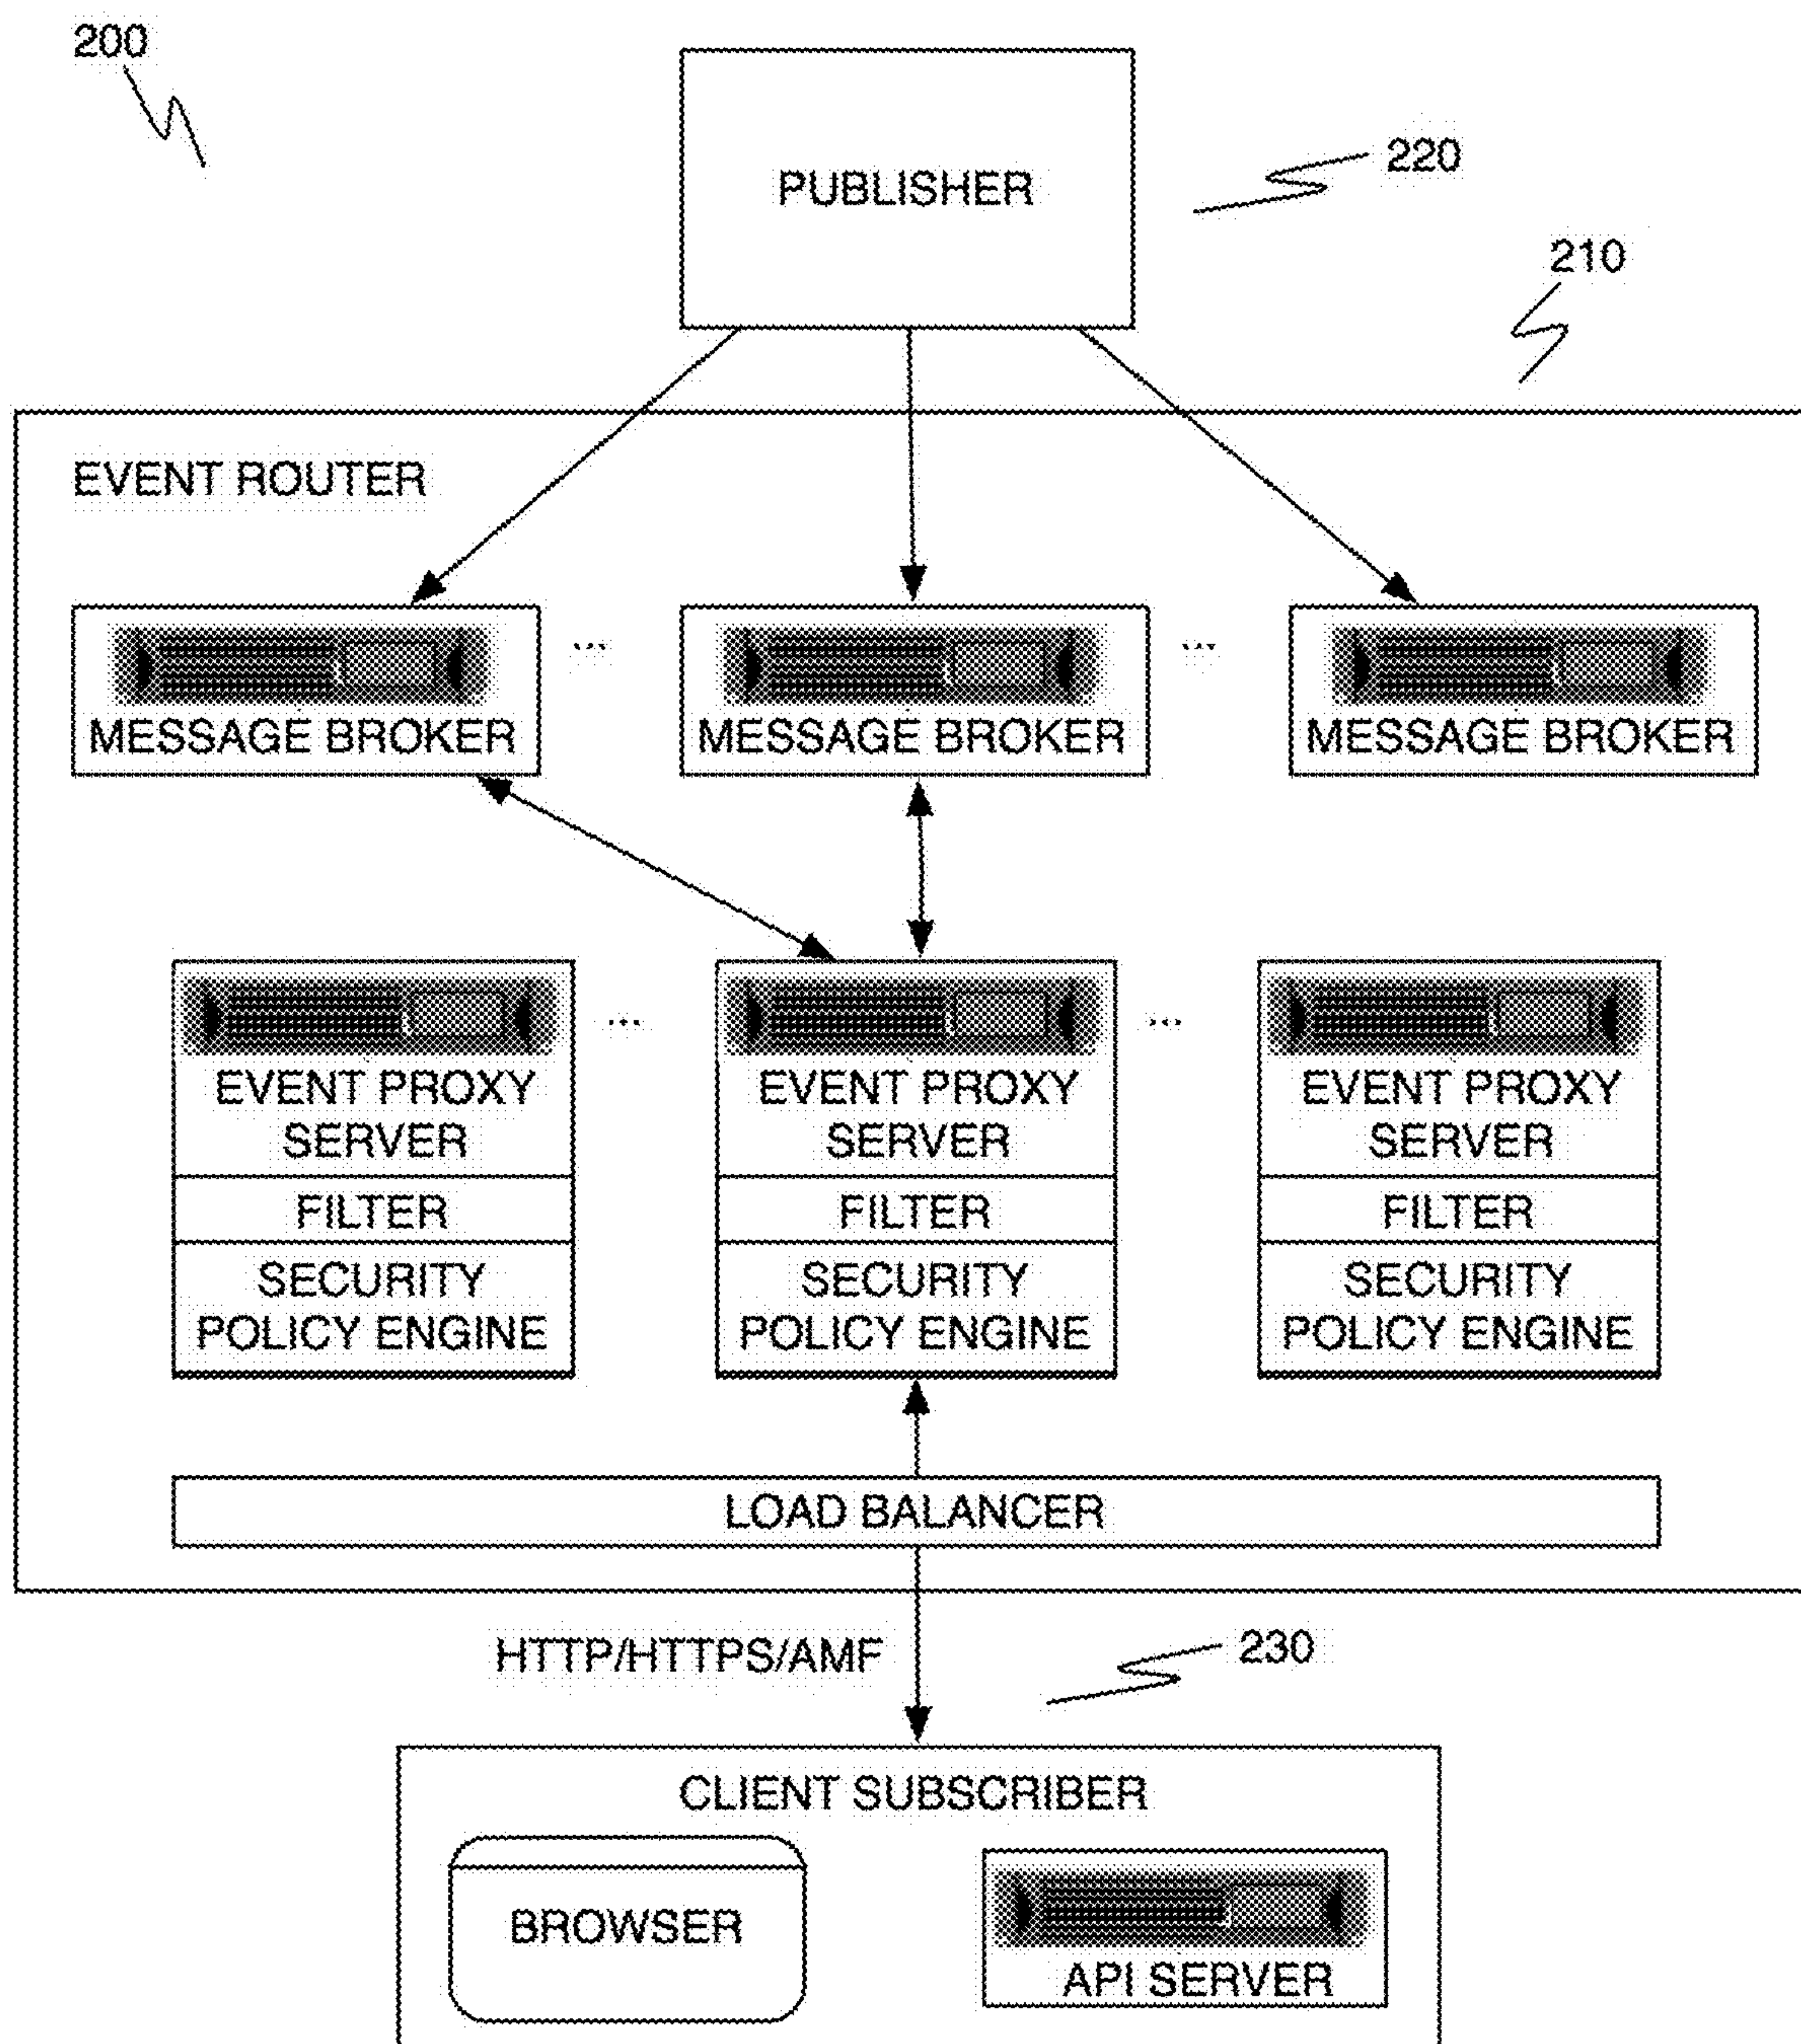 200
PUBLISHER
220
210
EVENT ROUTER
... ...
MESSAGE BROKER MESSAGE BROKER MESSAGE BROKER
... ...
EVENT PROXY EVENT PROXY EVENT PROXY
SERVER SERVER SERVER
FILTER FILTER FILTER
SECURITY SECURITY SECURITY
POLICY ENGINE POLICY ENGINE POLICY ENGINE
LOAD BALANCER
HTTP/HTTPS/AMF
230
CLIENT SUBSCRIBER
BROWSER
API SERVER